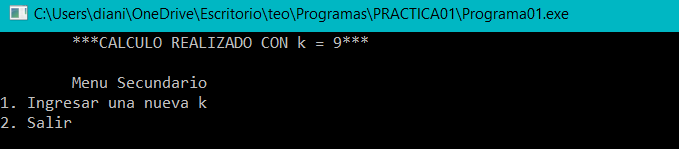 C:\Users\diani\OneDrive\Escritorio\teo\Programas\PRACTICA01\Programa01.exe
***CALCULO REALIZADO CON k = 9***
Menu Secundario
1. Ingresar una nueva k
2. Salir